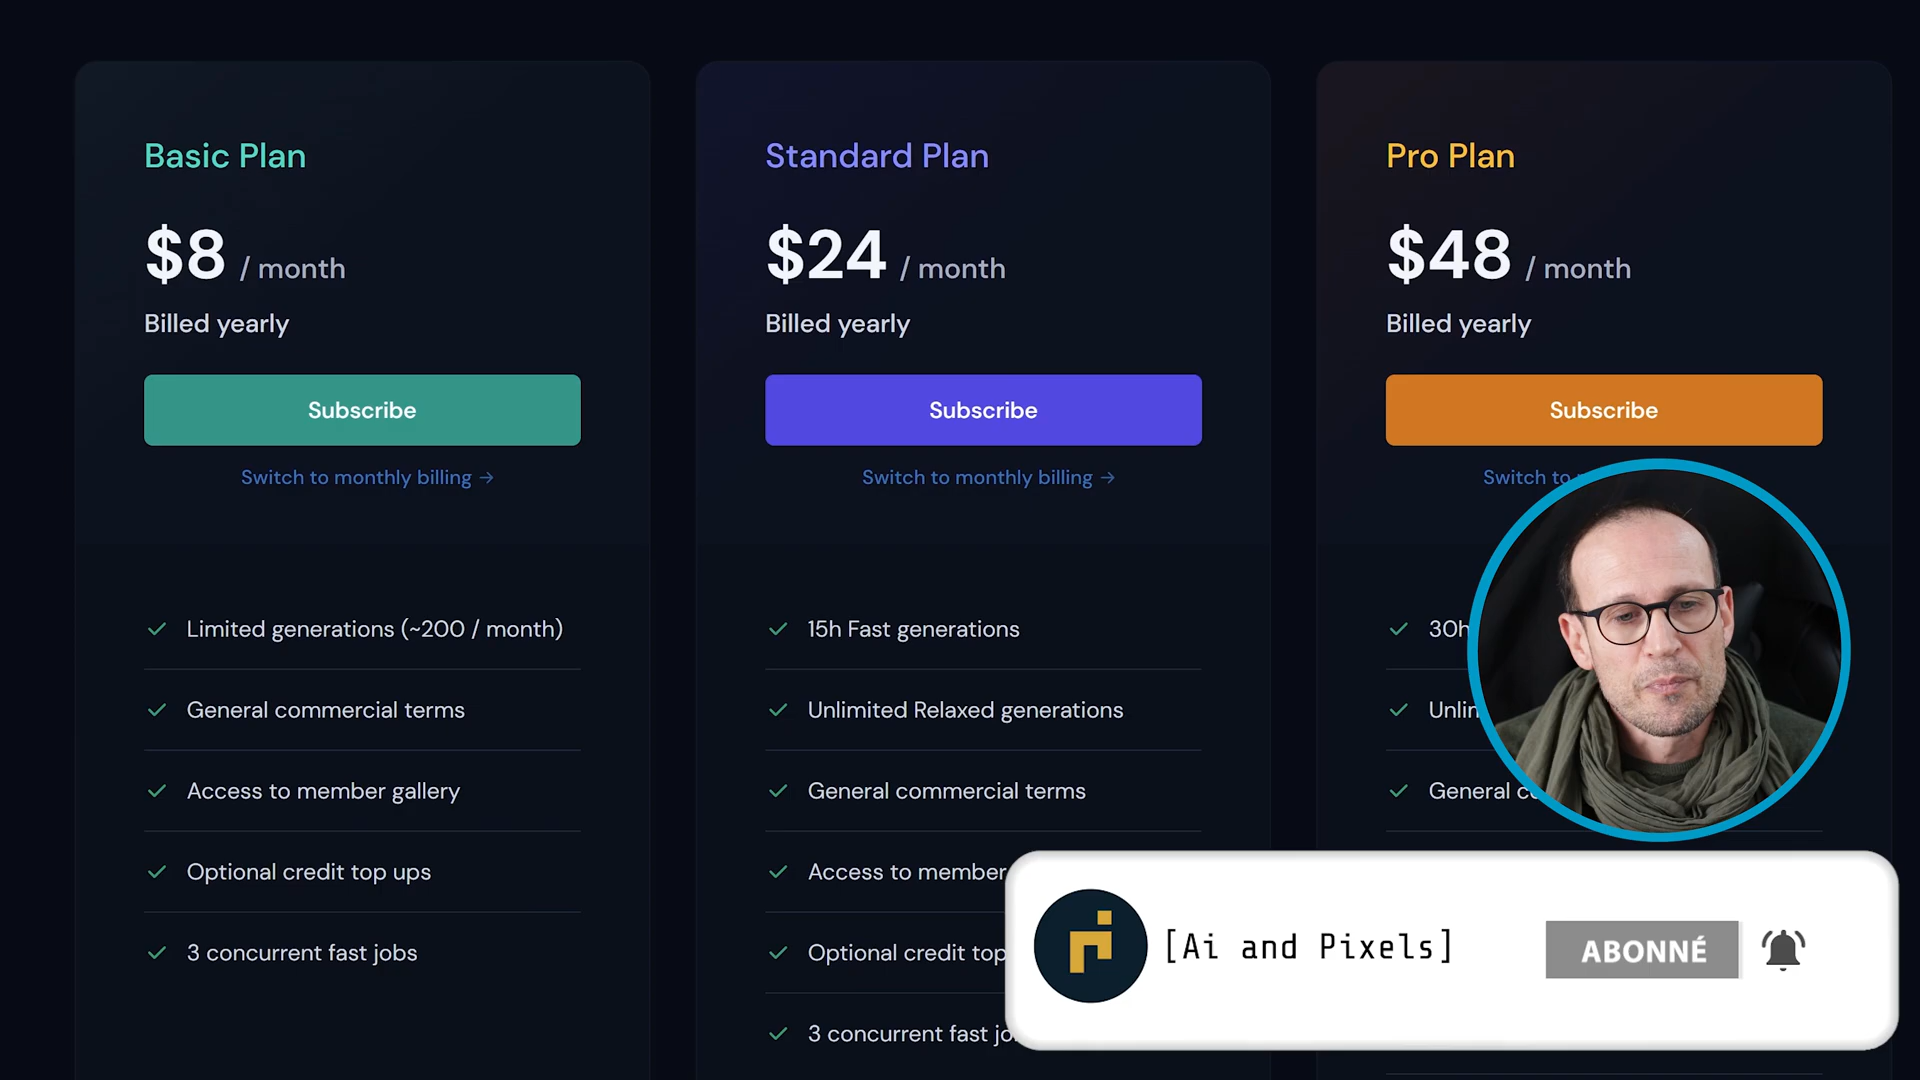 Basic Plan
$8 / month
Billed yearly
Subscribe
Switch to monthly billing →
Limited generations (~200 / month)
General commercial terms
Access to member gallery
Optional credit top ups
3 concurrent fast jobs
Standard Plan
$24 / month
Billed yearly
Subscribe
Switch to monthly billing →
15h Fast generations
Unlimited Relaxed generations
General commercial terms
Access to member
Optional credit top
3 concurrent fast
Pro Plan
$48 / month
Billed yearly
Subscribe
Switch to
30h
General
[Ai and Pixels]
ABONNÉ